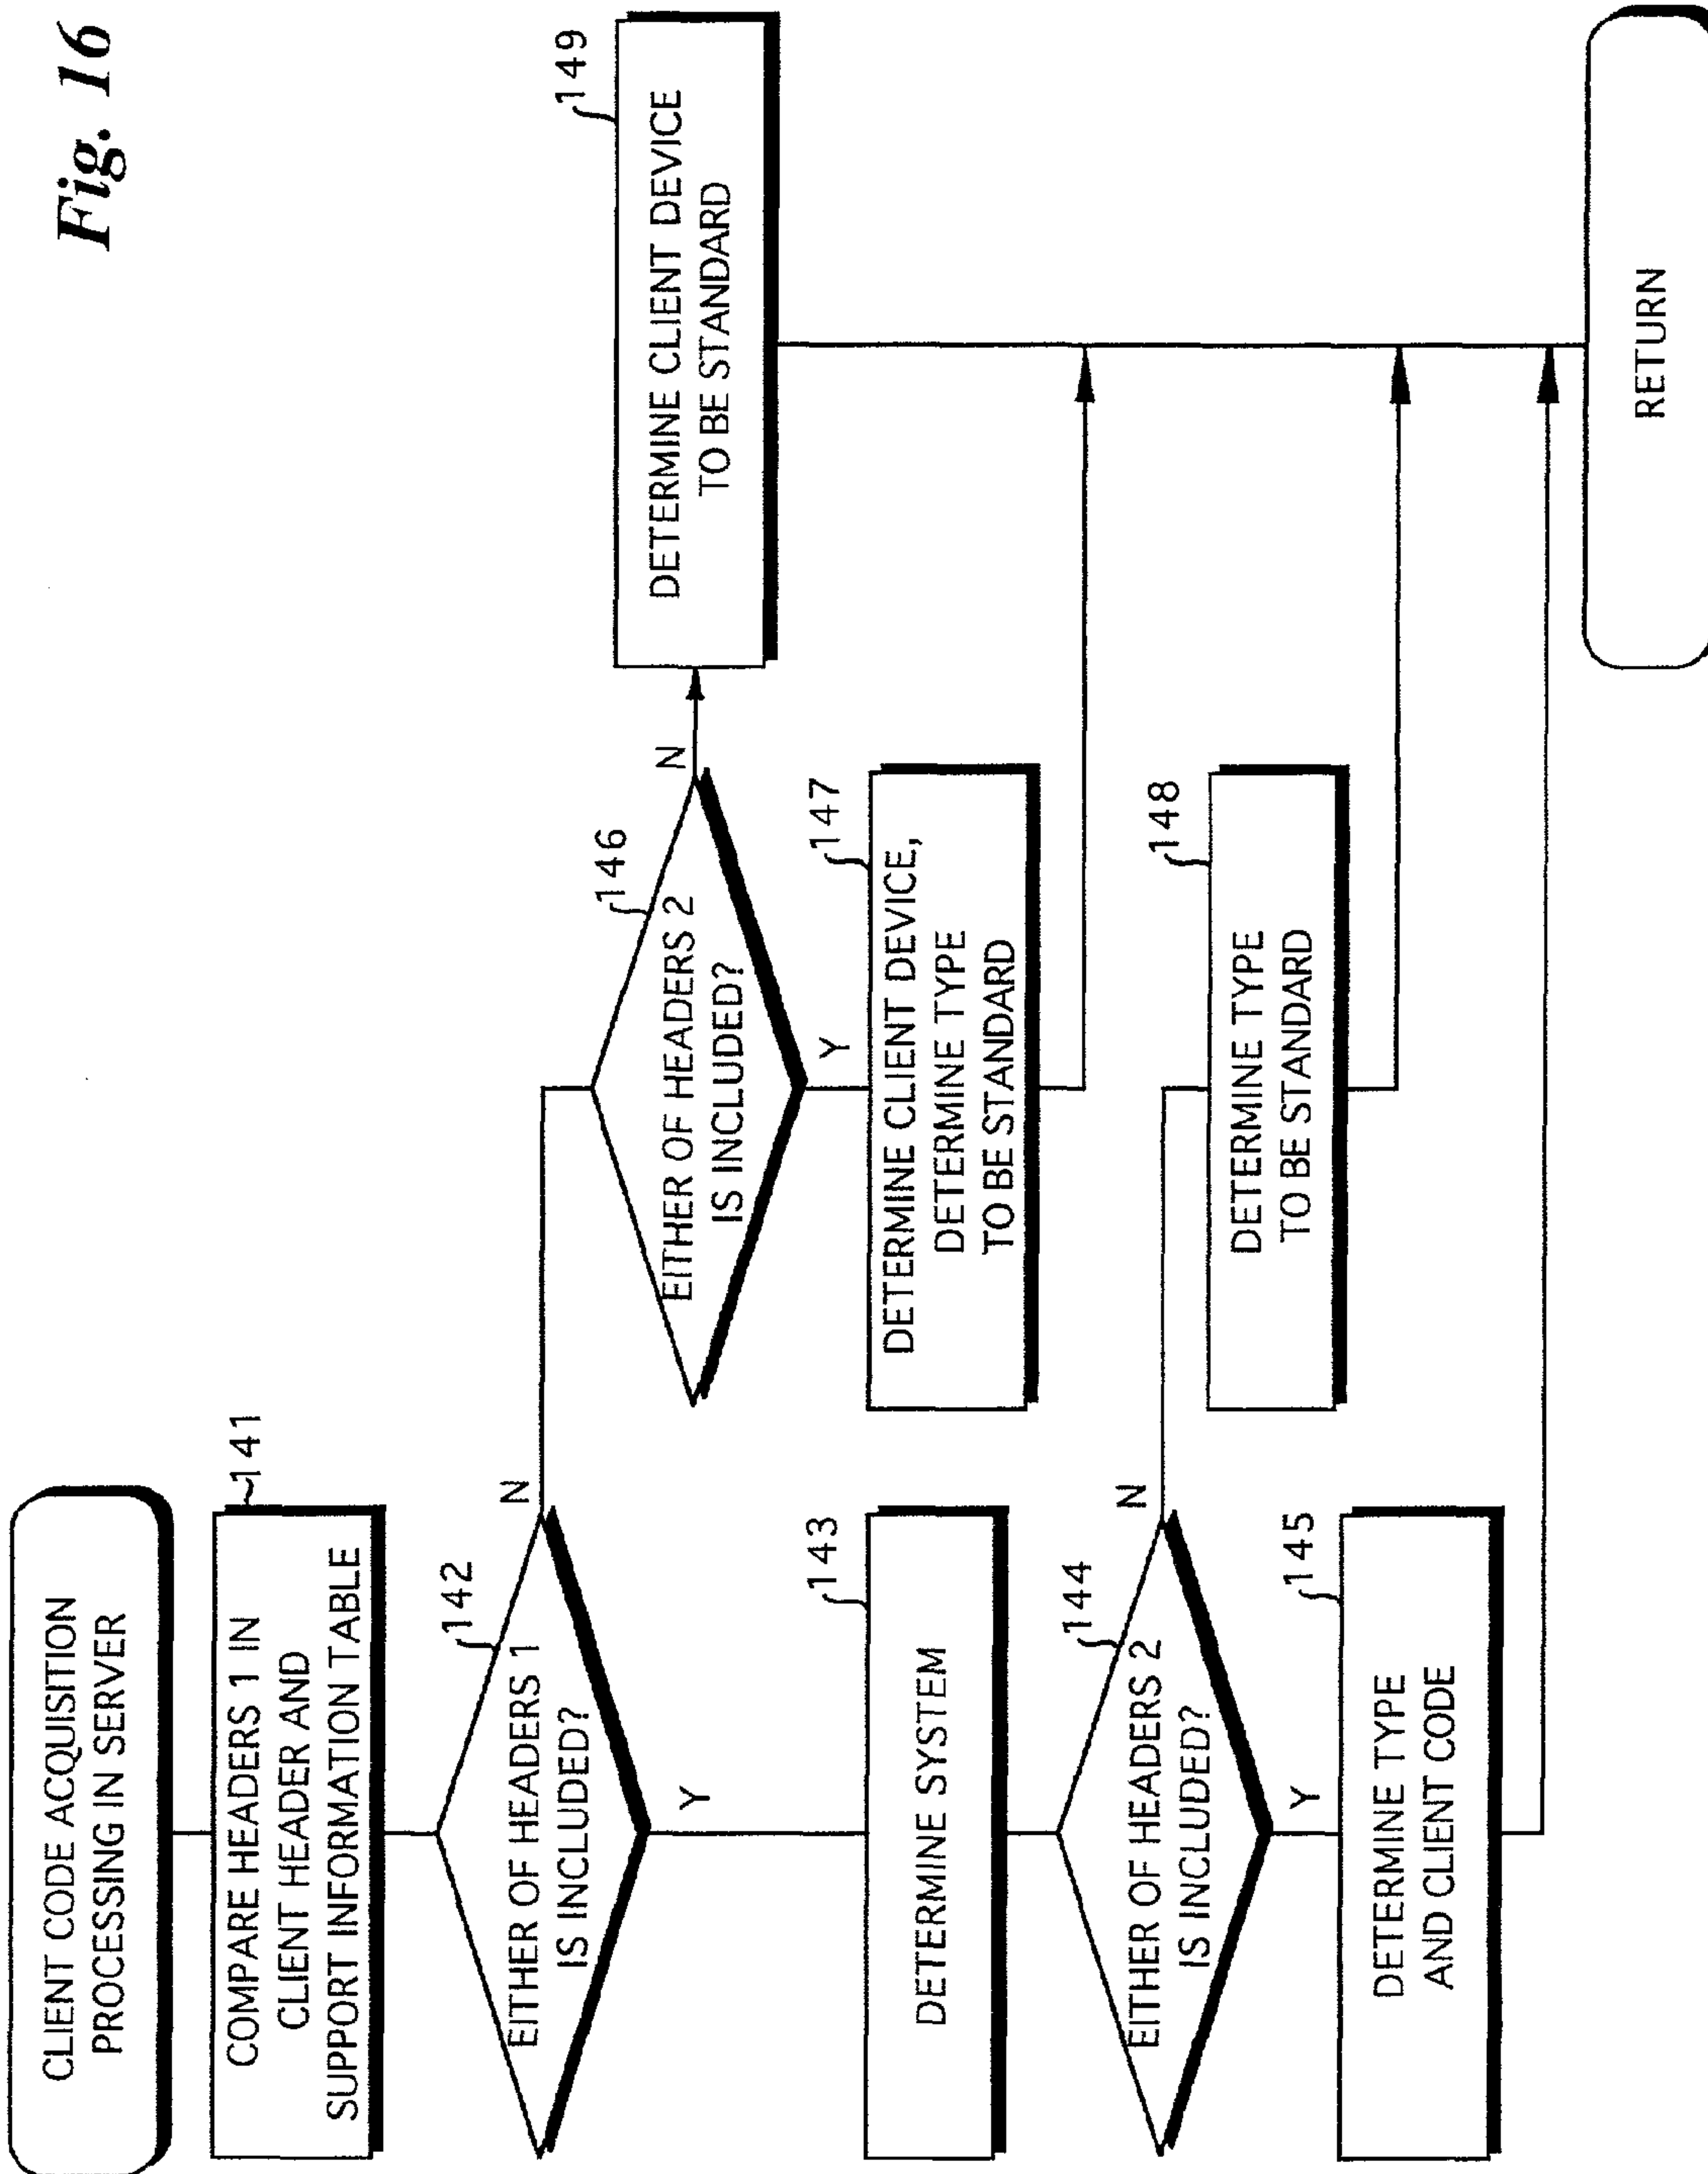 Fig. 16
CLIENT CODE ACQUISITION
PROCESSING IN SERVER
141
COMPARE HEADERS 1 IN
CLIENT HEADER AND
SUPPORT INFORMATION TABLE
142
EITHER OF HEADERS 1
IS INCLUDED?
N
Y
146
EITHER OF HEADERS 2
IS INCLUDED?
N
Y
149
DETERMINE CLIENT DEVICE
TO BE STANDARD
143
DETERMINE SYSTEM
147
DETERMINE CLIENT DEVICE,
DETERMINE TYPE
TO BE STANDARD
144
EITHER OF HEADERS 2
IS INCLUDED?
N
Y
148
DETERMINE TYPE
TO BE STANDARD
145
DETERMINE TYPE
AND CLIENT CODE
RETURN